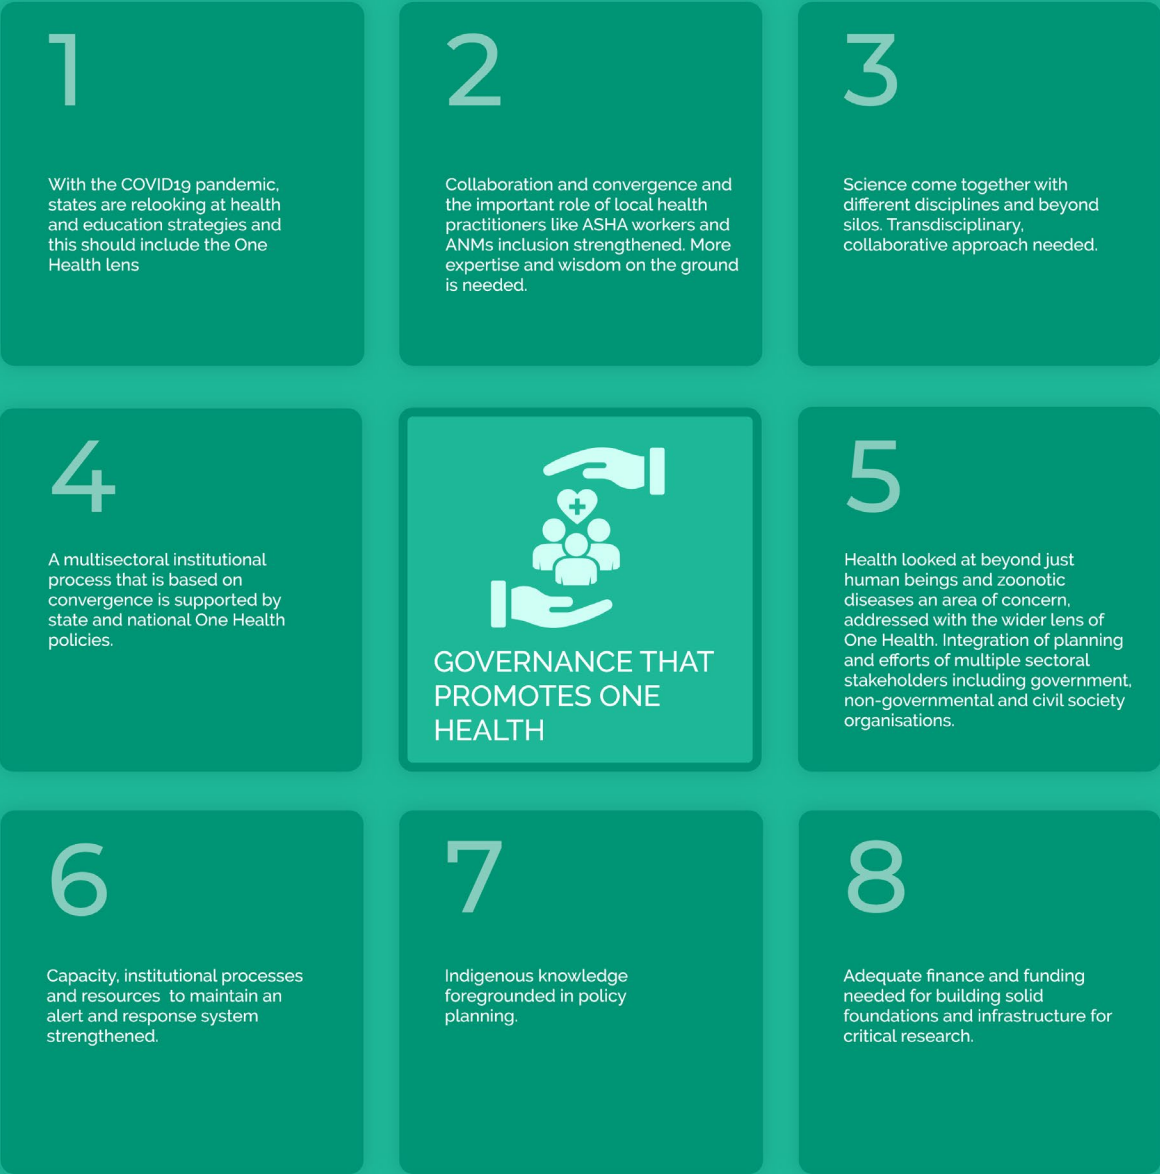 1
With the COVID19 pandemic,
states are relooking at health
and education strategies and
this should include the One
Health lens
2
Collaboration and convergence and
the important role of local health
practitioners like ASHA workers and
ANMs inclusion strengthened. More
expertise and wisdom on the ground
is needed.
3
Science come together with
different disciplines and beyond
silos. Transdisciplinary,
collaborative approach needed.
4
A multisectoral institutional
process that is based on
convergence is supported by
state and national One Health
policies.
GOVERNANCE THAT
PROMOTES ONE
HEALTH
5
Health looked at beyond just
human beings and zoonotic
diseases an area of concern,
addressed with the wider lens of
One Health. Integration of planning
and efforts of multiple sectoral
stakeholders including government,
non-governmental and civil society
organisations.
6
Capacity, institutional processes
and resources  to maintain an
alert and response system
strengthened.
7
Indigenous knowledge
foregrounded in policy
planning.
8
Adequate finance and funding
needed for building solid
foundations and infrastructure for
critical research.